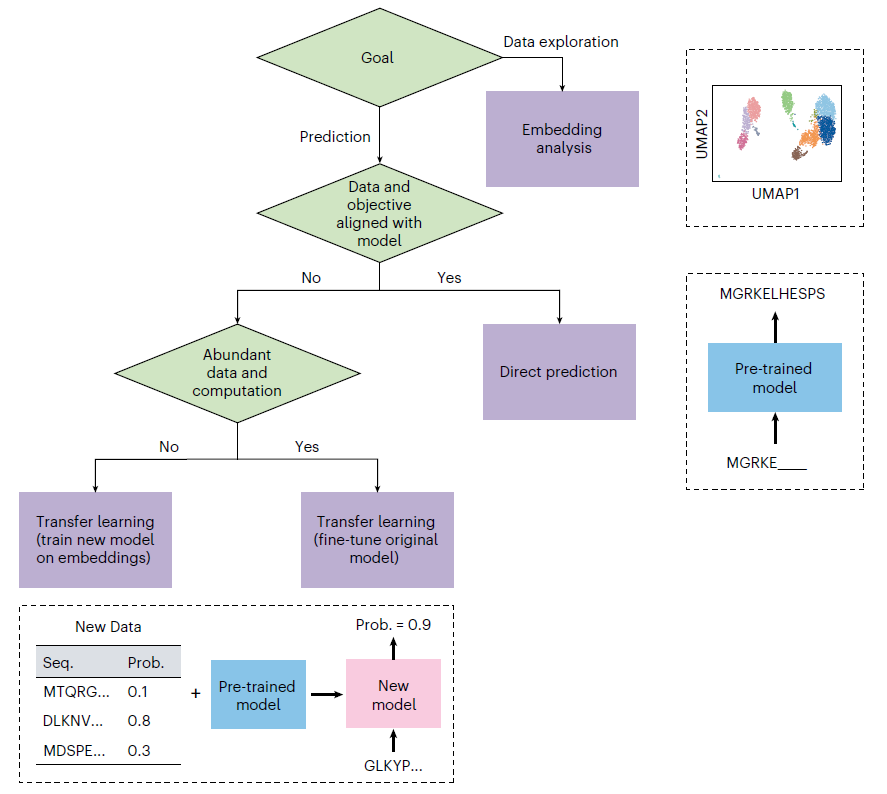 Goal
Data exploration
Embedding
analysis
Prediction
Data and
objective
aligned with
model
No
Yes
Abundant
data and
computation
Direct prediction
No
Yes
Transfer learning
(train new model
on embeddings)
Transfer learning
(fine-tune original
model)
UMAP2
UMAP1
MGRKELHESPS
Pre-trained
model
MGRKE____
New Data
Seq. Prob.
MTQRG... 0.1
DLKNV... 0.8
MDSPE... 0.3
+
Pre-trained
model
Prob. = 0.9
New
model
GLKYP...